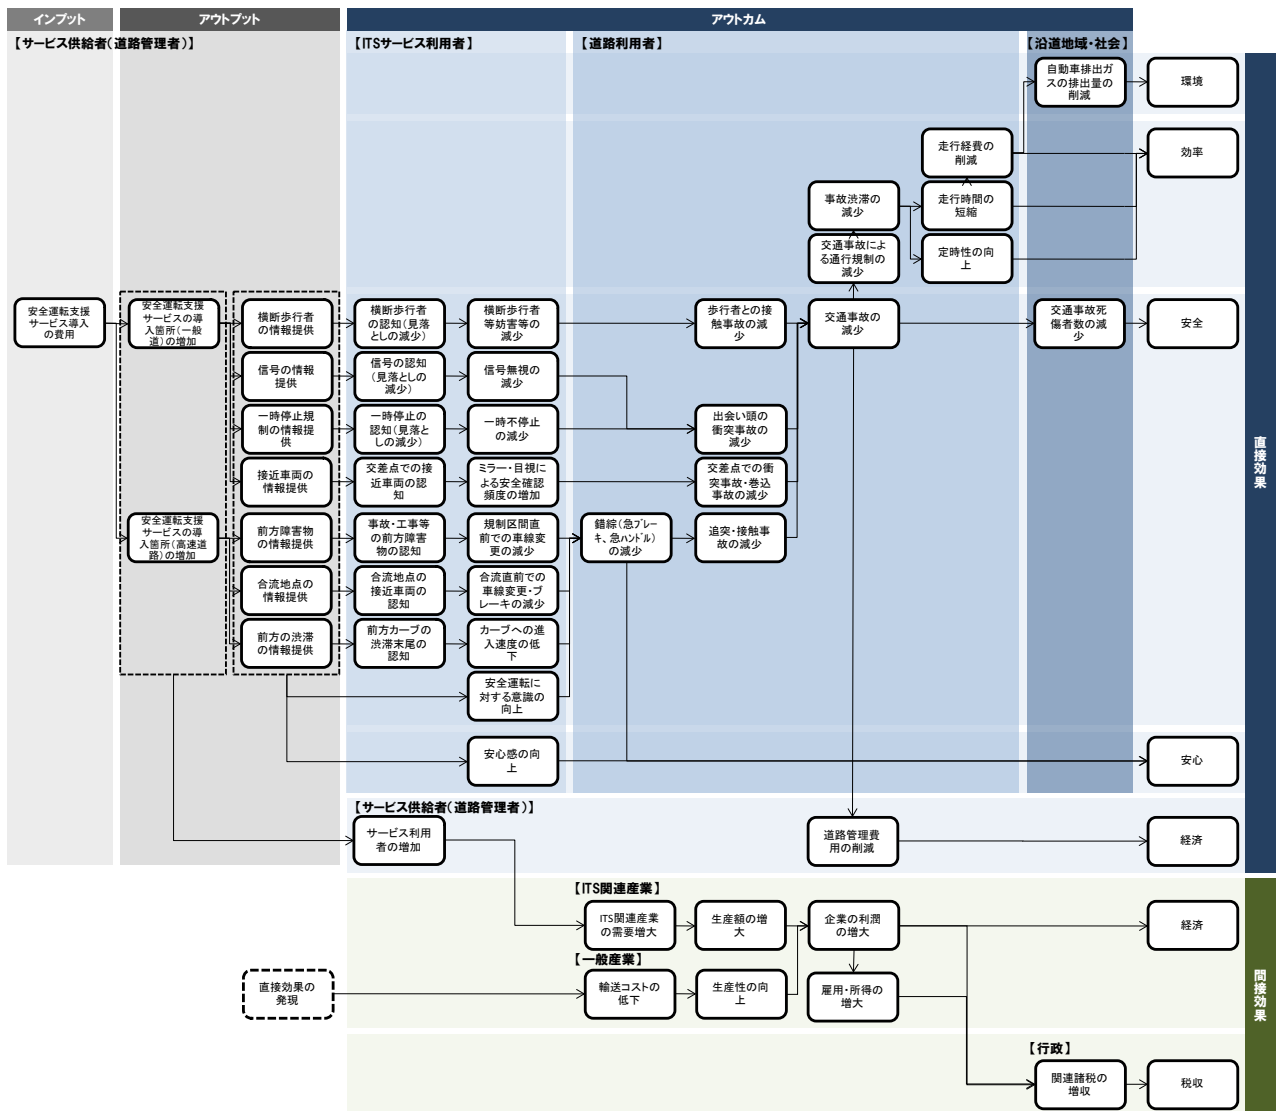 インプット
アウトプット
アウトカム
【サービス供給者(道路管理者)】
【ITSサービス利用者】
【道路利用者】
【沿道地域・社会】
自動車排出ガ
スの排出量の
削減
環境
走行経費の
削減
効率
事故渋滞の
減少
走行時間の
短縮
交通事故によ
る通行規制の
減少
定時性の向
上
安全運転支援
サービス導入
の費用
安全運転支援
サービスの導
入箇所(一般
道)の増加
横断歩行者
の情報提供
横断歩行者
の認知(見落
としの減少)
横断歩行者
等妨害等の
減少
歩行者との接
触事故の減
少
交通事故の
減少
交通事故死
傷者数の減
少
安全
信号の情報
提供
信号の認知
(見落としの
減少)
信号無視の
減少
一時停止規
制の情報提
供
一時停止の
認知(見落と
しの減少)
一時不停止
の減少
出会い頭の
衝突事故の
減少
接近車両の
情報提供
交差点での接
近車両の認
知
ミラー・目視に
よる安全確認
頻度の増加
交差点での衝
突事故・巻込
事故の減少
安全運転支援
サービスの導
入箇所(高速道
路)の増加
前方障害物
の情報提供
事故・工事等
の前方障害
物の認知
規制区間直
前での車線変
更の減少
錯綜(急ブレー
キ、急ハンドル)
の減少
追突・接触事
故の減少
合流地点の
情報提供
合流地点の
接近車両の
認知
合流直前での
車線変更・ブ
レーキの減少
前方の渋滞
の情報提供
前方カーブの
渋滞末尾の
認知
カーブへの進
入速度の低
下
安全運転に
対する意識の
向上
安心感の向
上
安心
直接効果
【サービス供給者(道路管理者)】
サービス利用
者の増加
道路管理費
用の削減
経済
【ITS関連産業】
ITS関連産業
の需要増大
生産額の増
大
企業の利潤
の増大
経済
【一般産業】
直接効果の
発現
輸送コストの
低下
生産性の向
上
雇用・所得の
増大
間接効果
【行政】
関連諸税の
増収
税収